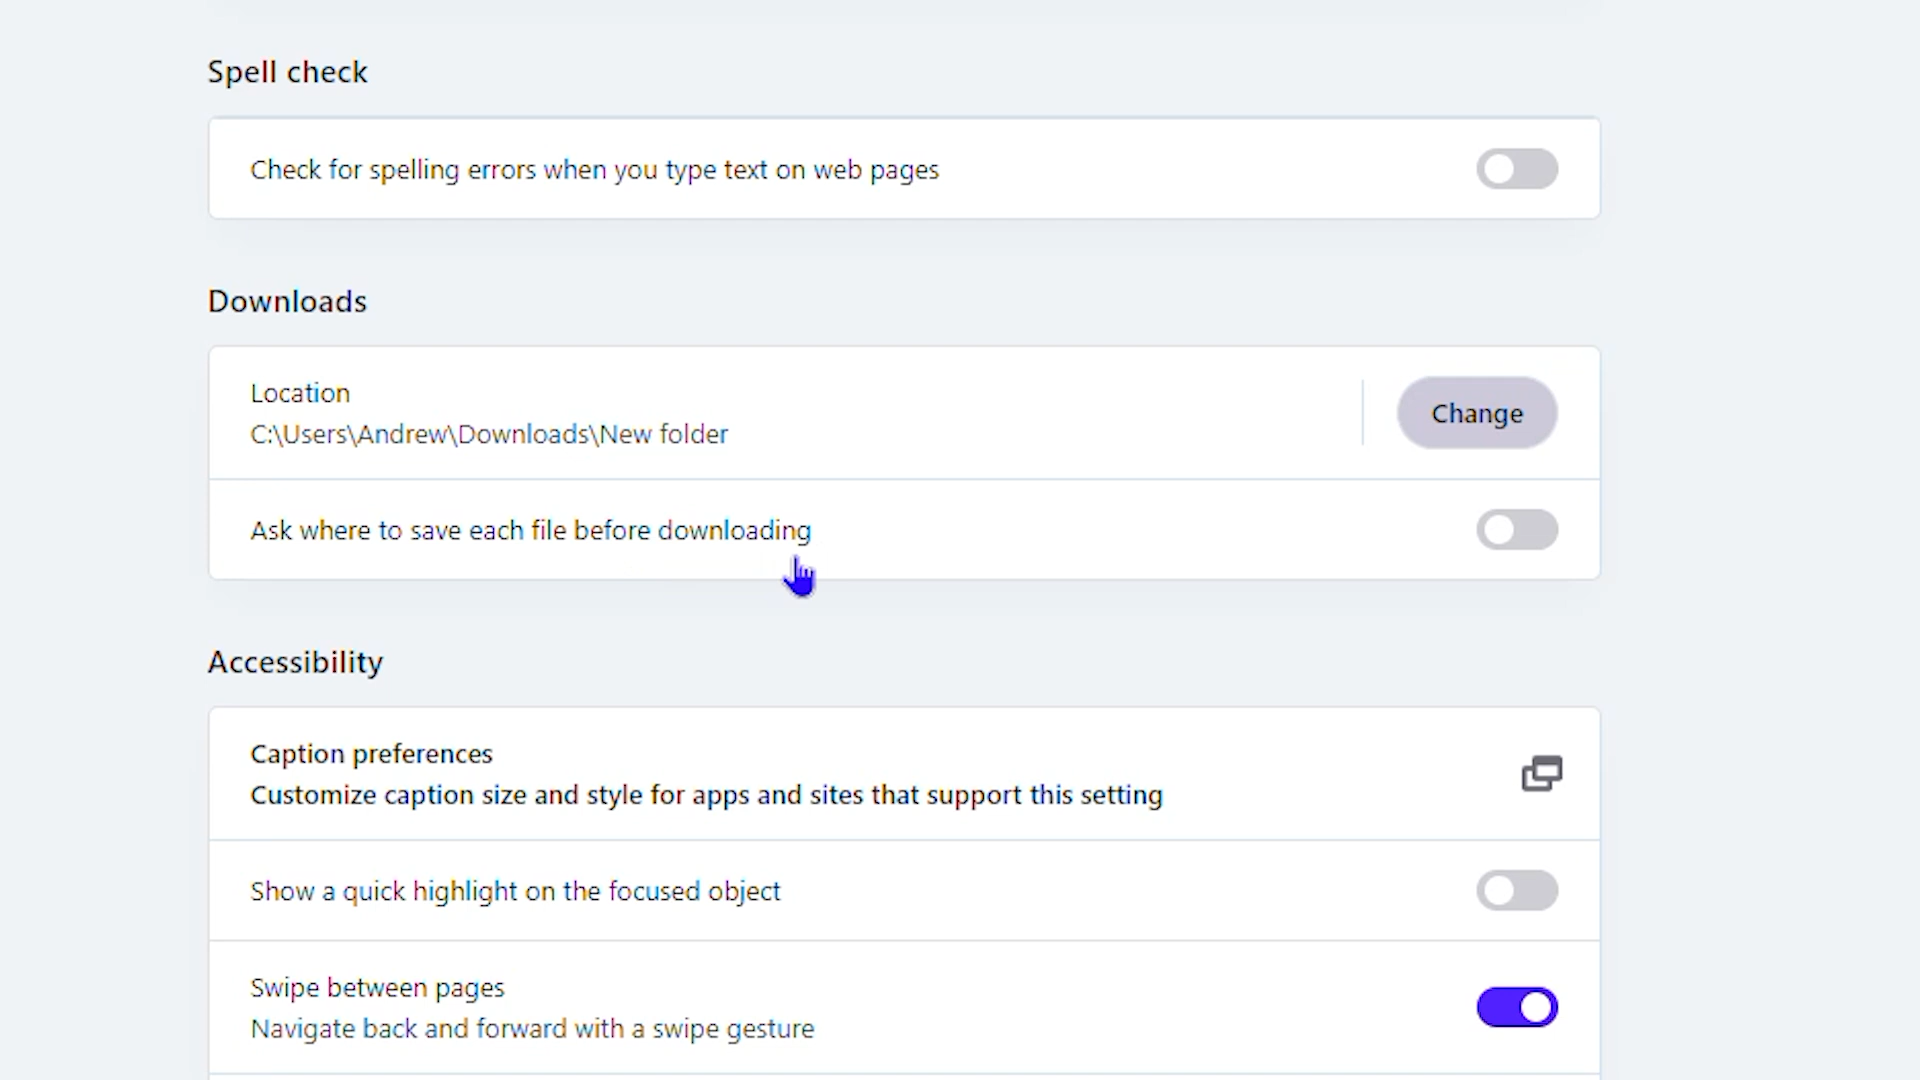 Spell check
Check for spelling errors when you type text on web pages
Downloads
Location
C:\Users\Andrew\Downloads\New folder
Change
Ask where to save each file before downloading
Accessibility
Caption preferences
Customize caption size and style for apps and sites that support this setting
Show a quick highlight on the focused object
Swipe between pages
Navigate back and forward with a swipe gesture